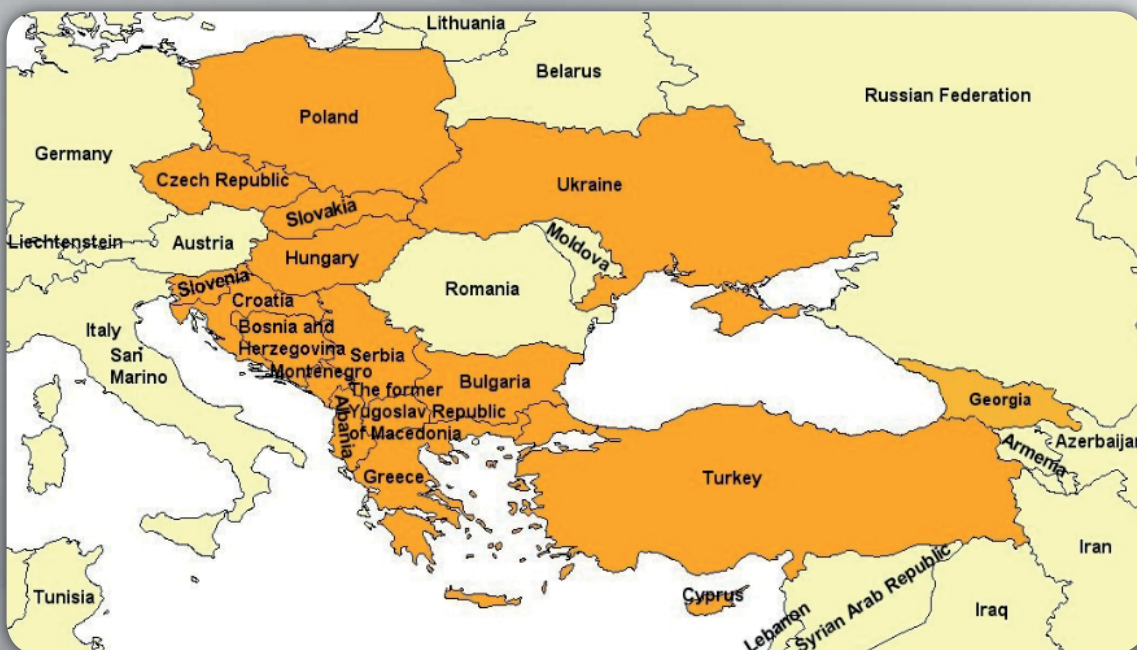 Lithuania
Belarus
Russian Federation
Poland
Germany
Czech Republic
Ukraine
Slovakia
Liechtenstein
Austria
Moldova
Hungary
Slovenia
Romania
Croatia
Italy
Bosnia and
Herzegovina
San
Marino
Serbia
Montenegro
Bulgaria
The former
Yugoslav Republic
of Macedonia
Albania
Georgia
Armenia
Azerbaijan
Greece
Turkey
Iran
Cyprus
Tunisia
Lebanon
Syrian Arab Republic
Iraq